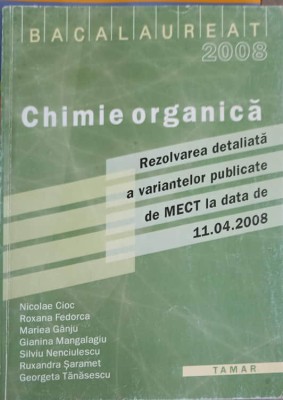 BACALAUREAT
2008
Chimie organică
Rezolvarea detaliată
a variantelor publicate
de MECT la data de
11.04.2008
Nicolae Cioc
Roxana Fedorca
Mariea Gânju
Gianina Mangalagiu
Silviu Nenciulescu
Ruxandra Șaramet
Georgeta Tănăsescu
TAMAR